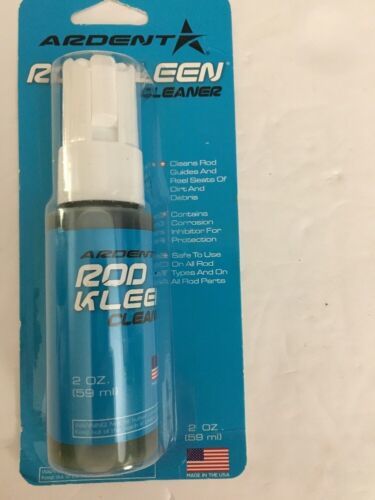 ARDENT
ROD KLEEN
CLEANER
Cleans Rod
Guides And
Reel Seats Of
Dirt And
Debris
Contains
Corrosion
Inhibitor For
Protection
Safe To Use
On All Rod
Types And On
All Rod Parts
ARDENT
ROD
KLEEN
CLEAN
2 OZ.
(59 ml)
2 OZ.
(59 ml)
MADE IN THE USA